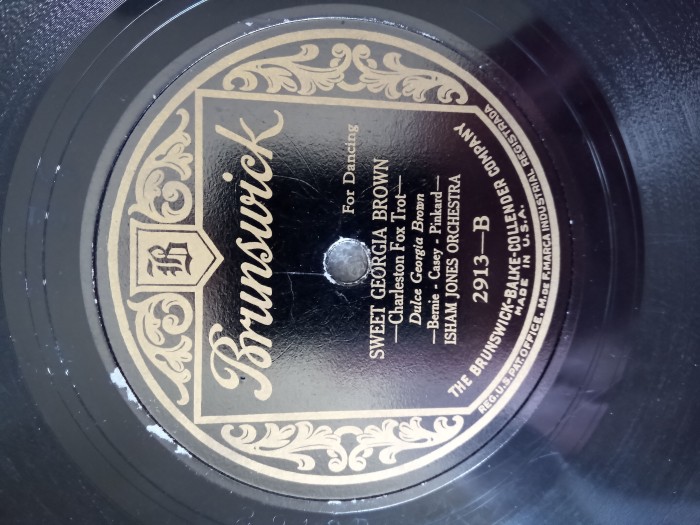 B
Brunswick
For Dancing
SWEET GEORGIA BROWN
—Charleston Fox Trot—
Dulce Georgia Brown
—Bernie - Casey - Pinkard—
ISHAM JONES ORCHESTRA
2913—B
THE BRUNSWICK-BALKE-COLLENDER COMPANY
MADE IN U.S.A.
REG. U.S. PAT. OFFICE. M. de F. MARCA INDUSTRIAL REGISTRADA